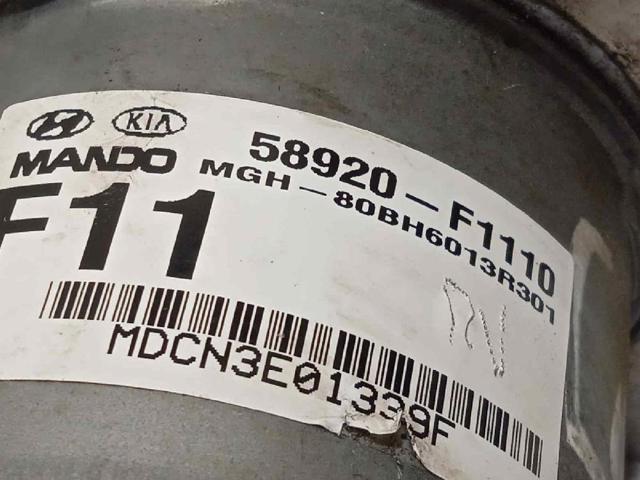 KIA
MANDO
58920-F1110
MGH-80BH6013R301
F11
MDCN3E01339F